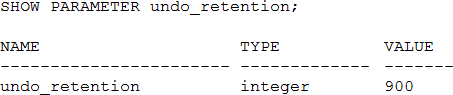 SHOW PARAMETER undo_retention;
NAME TYPE VALUE
------------------------ ------------- -------
undo_retention integer 900